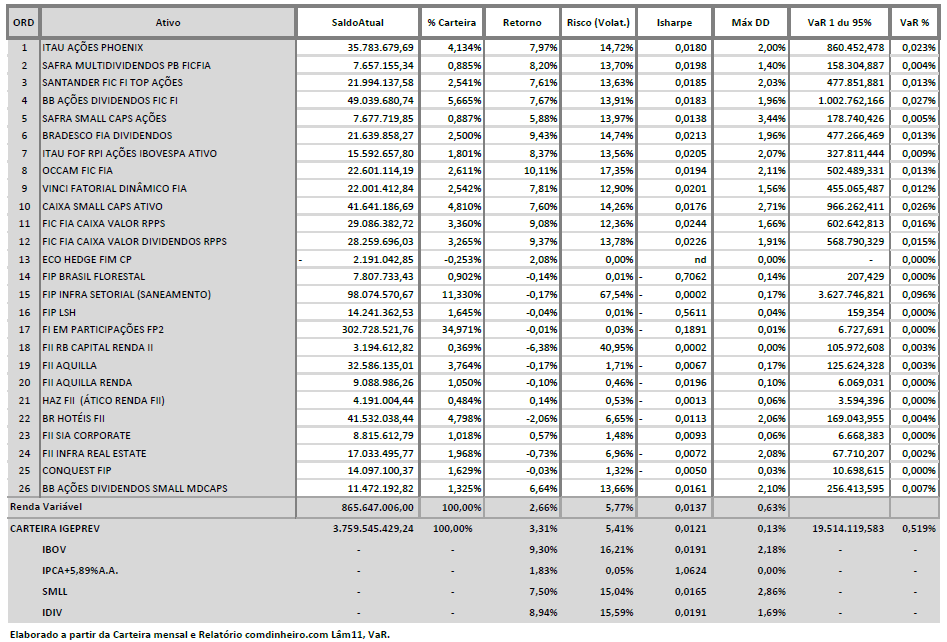 ORD Ativo SaldoAtual % Carteira Retorno Risco (Volat.) Isharpe Máx DD VaR 1 du 95% VaR %
1 ITAU AÇÕES PHOENIX 35.783.679,69 4,134% 7,97% 14,72% 0,0180 2,00% 860.452,478 0,023%
2 SAFRA MULTIDIVIDENDOS PB FICFIA 7.657.155,34 0,885% 8,20% 13,70% 0,0198 1,40% 158.304,887 0,004%
3 SANTANDER FIC FI TOP AÇÕES 21.994.137,58 2,541% 7,61% 13,63% 0,0185 2,03% 477.851,881 0,013%
4 BB AÇÕES DIVIDENDOS FIC FI 49.039.680,74 5,665% 7,67% 13,91% 0,0183 1,96% 1.002.762,166 0,027%
5 SAFRA SMALL CAPS AÇÕES 7.677.719,85 0,887% 5,88% 13,97% 0,0138 3,44% 178.740,426 0,005%
6 BRADESCO FIA DIVIDENDOS 21.639.858,27 2,500% 9,43% 14,74% 0,0213 1,96% 477.266,469 0,013%
7 ITAU FOF RPI AÇÕES IBOVESPA ATIVO 15.592.657,80 1,801% 8,37% 13,56% 0,0205 2,07% 327.811,444 0,009%
8 OCCAM FIC FIA 22.601.114,19 2,611% 10,11% 17,35% 0,0194 2,11% 502.489,331 0,013%
9 VINCI FATORIAL DINÂMICO FIA 22.001.412,84 2,542% 7,81% 12,90% 0,0201 1,56% 455.065,487 0,012%
10 CAIXA SMALL CAPS ATIVO 41.641.186,69 4,810% 7,60% 14,26% 0,0176 2,71% 966.262,411 0,026%
11 FIC FIA CAIXA VALOR RPPS 29.086.382,72 3,360% 9,08% 12,36% 0,0244 1,66% 602.642,813 0,016%
12 FIC FIA CAIXA VALOR DIVIDENDOS RPPS 28.259.696,03 3,265% 9,37% 13,78% 0,0226 1,91% 568.790,329 0,015%
13 ECO HEDGE FIM CP - 2.191.042,85 -0,253% 2,08% 0,00% nd 0,00% - 0,000%
14 FIP BRASIL FLORESTAL 7.807.733,43 0,902% -0,14% 0,01% - 0,7062 0,14% 207,429 0,000%
15 FIP INFRA SETORIAL (SANEAMENTO) 98.074.570,67 11,330% -0,17% 67,54% - 0,0002 0,17% 3.627.746,821 0,096%
16 FIP LSH 14.241.362,53 1,645% -0,04% 0,01% - 0,5611 0,04% 159,354 0,000%
17 FI EM PARTICIPAÇÕES FP2 302.728.521,76 34,971% -0,01% 0,03% - 0,1891 0,01% 6.727,691 0,000%
18 FII RB CAPITAL RENDA II 3.194.612,82 0,369% -6,38% 40,95% - 0,0002 0,00% 105.972,608 0,003%
19 FII AQUILLA 32.586.135,01 3,764% -0,17% 1,71% - 0,0067 0,17% 125.624,328 0,003%
20 FII AQUILLA RENDA 9.088.986,26 1,050% -0,10% 0,46% - 0,0196 0,10% 6.069,031 0,000%
21 HAZ FII (ÁTICO RENDA FII) 4.191.004,44 0,484% 0,14% 0,53% - 0,0013 0,06% 3.594,396 0,000%
22 BR HOTÉIS FII 41.532.038,44 4,798% -2,06% 6,65% - 0,0113 2,06% 169.043,955 0,004%
23 FII SIA CORPORATE 8.815.612,79 1,018% 0,57% 1,48% 0,0093 0,06% 6.668,383 0,000%
24 FII INFRA REAL ESTATE 17.033.495,77 1,968% -0,73% 6,96% - 0,0072 2,08% 67.710,207 0,002%
25 CONQUEST FIP 14.097.100,37 1,629% -0,03% 1,32% - 0,0050 0,03% 10.698,615 0,000%
26 BB AÇÕES DIVIDENDOS SMALL MDCAPS 11.472.192,82 1,325% 6,64% 13,66% 0,0161 2,10% 256.413,595 0,007%
Renda Variável 865.647.006,00 100,00% 2,66% 5,77% 0,0137 0,63%
CARTEIRA IGEPREV 3.759.545.429,24 100,00% 3,31% 5,41% 0,0121 0,13% 19.514.119,583 0,519%
IBOV - - 9,30% 16,21% 0,0191 2,18% - -
IPCA+5,89%A.A. - - 1,83% 0,05% 1,0624 0,00% - -
SMLL - - 7,50% 15,04% 0,0165 2,86% - -
IDIV - - 8,94% 15,59% 0,0191 1,69% - -
Elaborado a partir da Carteira mensal e Relatório comdinheiro.com Lâm11, VaR.